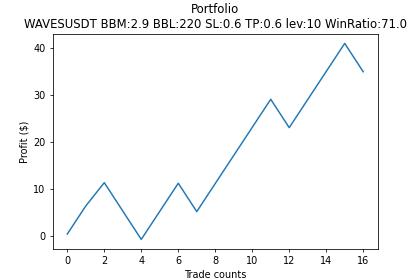 Portfolio
WAVESUSDT BBM:2.9 BBL:220 SL:0.6 TP:0.6 lev:10 WinRatio:71.0
40
30
20
10
0
Profit ($)
0 2 4 6 8 10 12 14 16
Trade counts